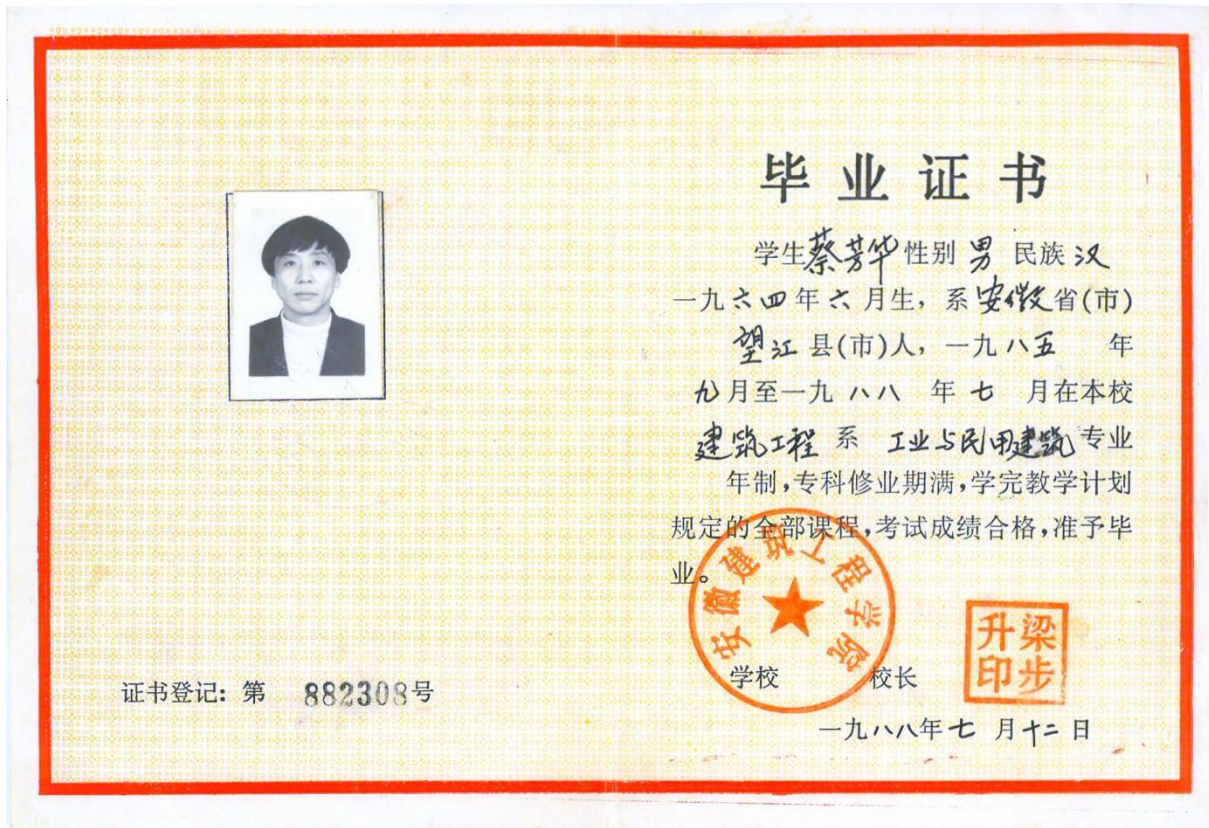 毕业证书
学生蔡芳华性别男民族汉
一九六四年六月生，系安徽省(市)
望江县(市)人，一九八五 年
九月至一九八八 年七 月在本校
建筑工程 系 工业与民用建筑专业
年制，专科修业期满，学完教学计划
规定的全部课程，考试成绩合格，准予毕
业。
安徽建筑工程学院
学校 校长
梁步升印
一九八八年七 月十二日
证书登记：第 882308号